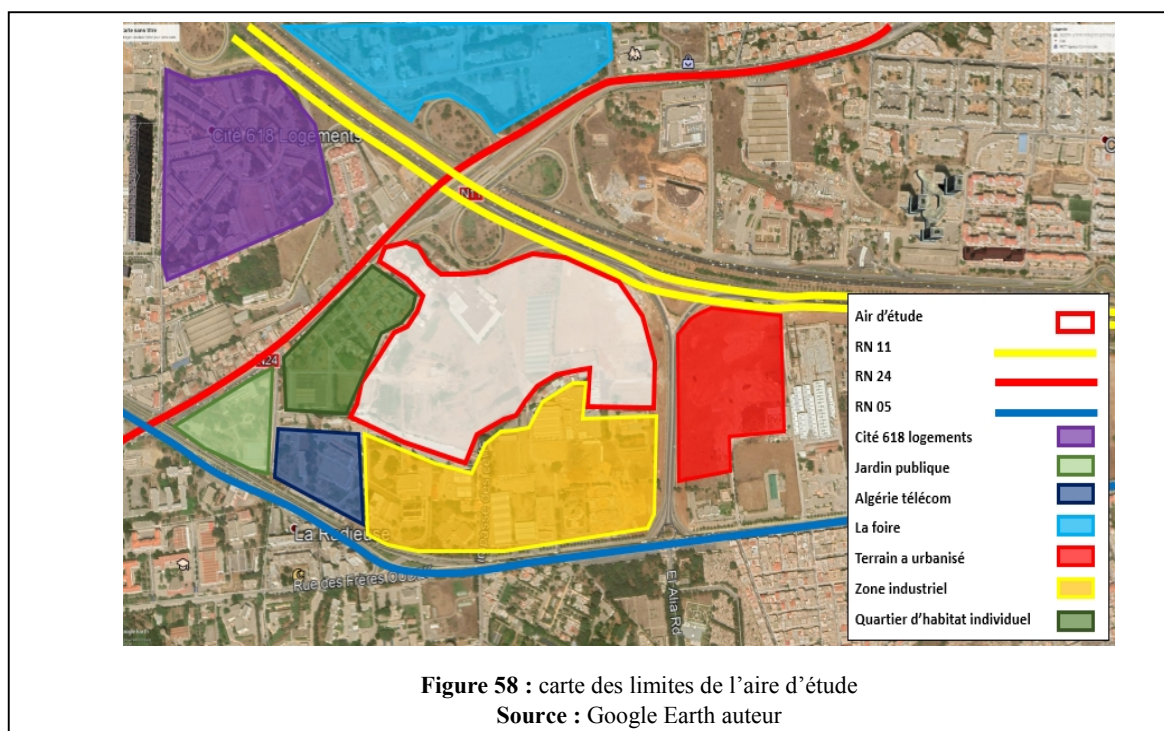 Cité 618 Logements
N11
N24
La Radieuse
Rue des Frères
El Alia Rd
Air d'étude
RN 11
RN 24
RN 05
Cité 618 logements
Jardin publique
Algérie télécom
La foire
Terrain a urbanisé
Zone industriel
Quartier d'habitat individuel
Figure 58 : carte des limites de l'aire d'étude
Source : Google Earth auteur